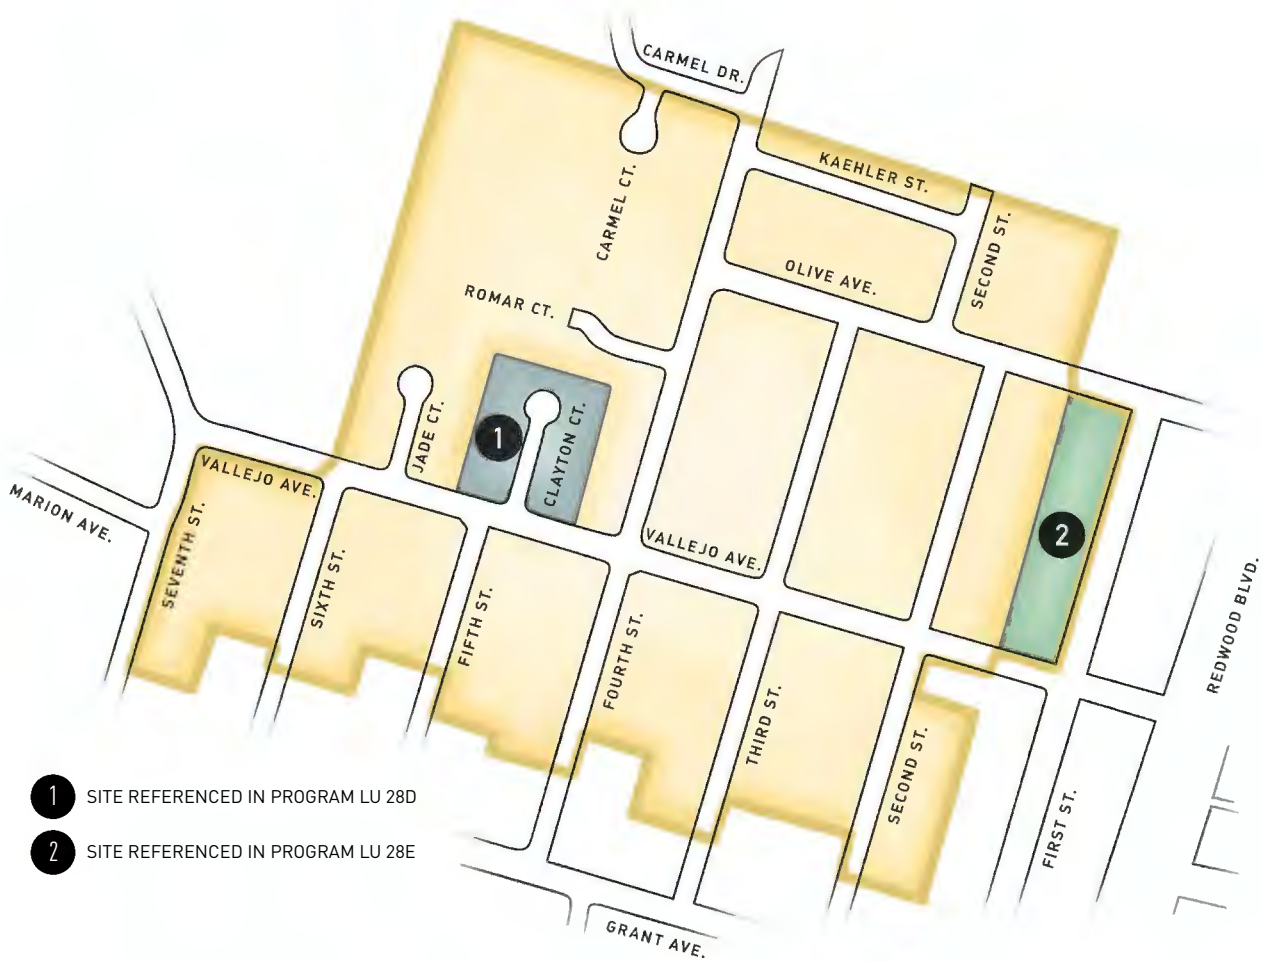 CARMEL DR.
KAEHLER ST.
CARMEL CT.
SECOND ST.
OLIVE AVE.
ROMAR CT.
JADE CT.
1
CLAYTON CT.
VALLEJO AVE.
MARION AVE.
SEVENTH ST.
SIXTH ST.
FIFTH ST.
VALLEJO AVE.
2
FOURTH ST.
THIRD ST.
SECOND ST.
FIRST ST.
REDWOOD BLVD.
GRANT AVE.
1 SITE REFERENCED IN PROGRAM LU 28D
2 SITE REFERENCED IN PROGRAM LU 28E